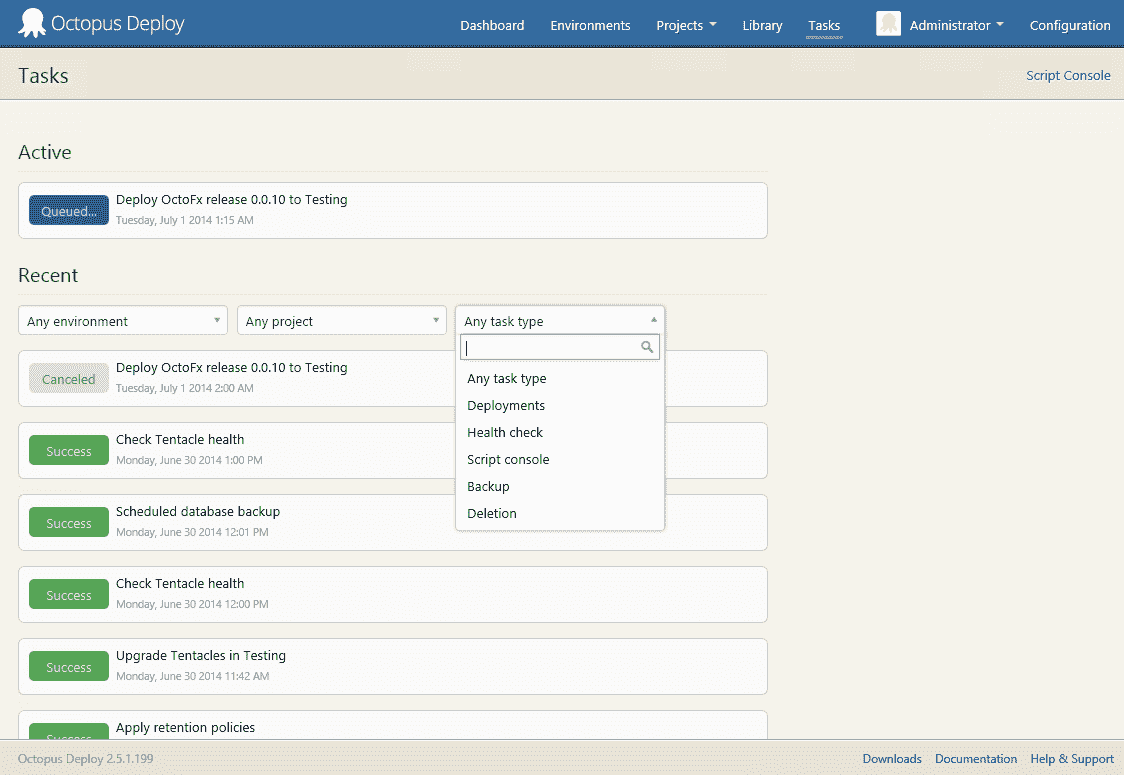 Octopus Deploy
Dashboard Environments Projects Library Tasks Administrator Configuration
Tasks
Script Console
Active
Queued...
Deploy OctoFx release 0.0.10 to Testing
Tuesday, July 1 2014 1:15 AM
Recent
Any environment
Any project
Any task type
Any task type
Deployments
Health check
Script console
Backup
Deletion
Canceled
Deploy OctoFx release 0.0.10 to Testing
Tuesday, July 1 2014 2:00 AM
Success
Check Tentacle health
Monday, June 30 2014 1:00 PM
Success
Scheduled database backup
Monday, June 30 2014 12:01 PM
Success
Check Tentacle health
Monday, June 30 2014 12:00 PM
Success
Upgrade Tentacles in Testing
Monday, June 30 2014 11:42 AM
Success
Apply retention policies
Octopus Deploy 2.5.1.199
Downloads Documentation Help & Support